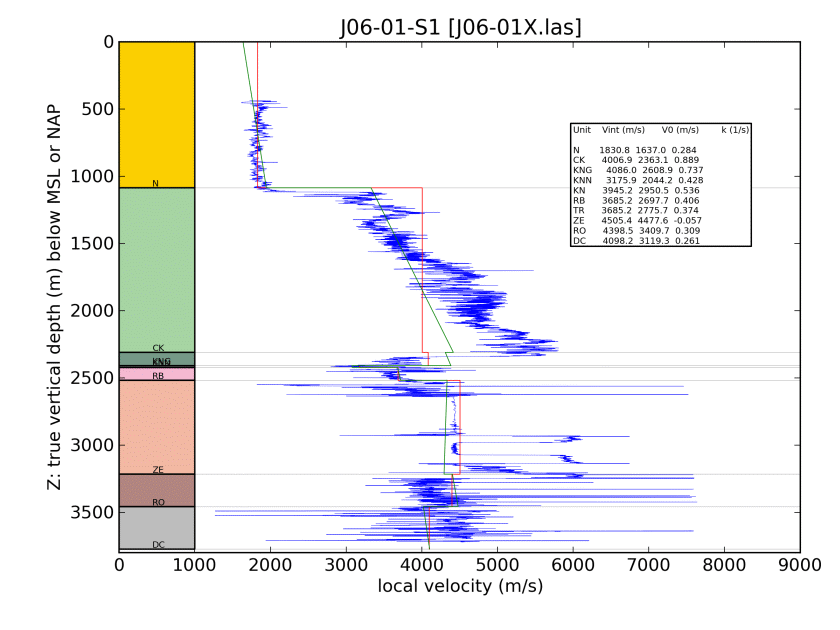 J06-01-S1 [J06-01X.las]
0
500
Unit Vint (m/s) V0 (m/s) k (1/s)
N 1830.8 1637.0 0.284
CK 4006.9 2363.1 0.889
KNG 4086.0 2608.9 0.737
KNN 3175.9 2044.2 0.428
KN 3945.2 2950.5 0.536
RB 3685.2 2697.7 0.406
TR 3685.2 2775.7 0.374
ZE 4505.4 4477.6 -0.057
RO 4398.5 3409.7 0.309
DC 4098.2 3119.3 0.261
1000
N
1500
2000
CK
2500
RB
3000
ZE
RO
3500
DC
Z: true vertical depth (m) below MSL or NAP
0 1000 2000 3000 4000 5000 6000 7000 8000 9000
local velocity (m/s)